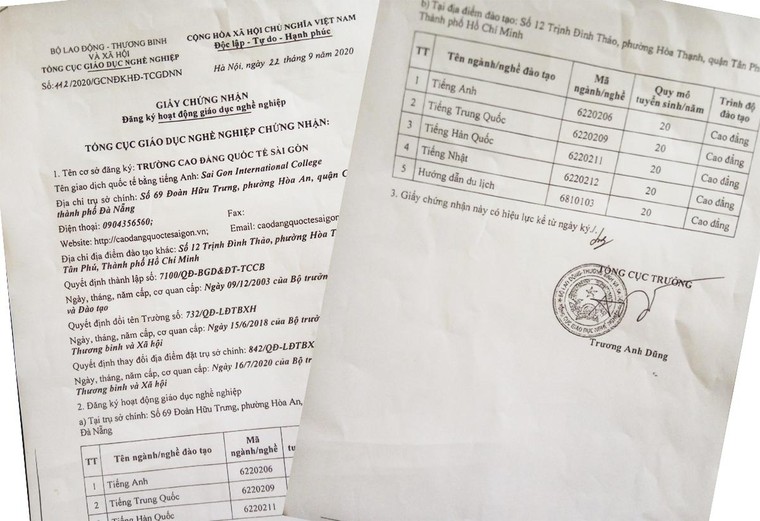 BỘ LAO ĐỘNG - THƯƠNG BINH
VÀ XÃ HỘI
TỔNG CỤC GIÁO DỤC NGHỀ NGHIỆP
Số: 112/2020/GCNĐKHĐ-TCGDNN
CỘNG HÒA XÃ HỘI CHỦ NGHĨA VIỆT NAM
Độc lập - Tự do - Hạnh phúc
Hà Nội, ngày 22 tháng 9 năm 2020
GIẤY CHỨNG NHẬN
Đăng ký hoạt động giáo dục nghề nghiệp
TỔNG CỤC GIÁO DỤC NGHỀ NGHIỆP CHỨNG NHẬN:
1. Tên cơ sở đăng ký: TRƯỜNG CAO ĐẲNG QUỐC TẾ SÀI GÒN
Tên giao dịch quốc tế bằng tiếng Anh: Sai Gon International College
Địa chỉ trụ sở chính: Số 69 Đoàn Hữu Trưng, phường Hòa An, quận C
thành phố Đà Nẵng
Điện thoại: 0904356560; Fax:
Website: http://caodangquoctesaigon.vn; Email: caodangquoctesaigon.
Địa chỉ địa điểm đào tạo khác: Số 12 Trịnh Đình Thảo, phường Hòa T
Tân Phú, Thành phố Hồ Chí Minh
Quyết định thành lập số: 7100/QĐ-BGD&ĐT-TCCB
Ngày, tháng, năm cấp, cơ quan cấp: Ngày 09/12/2003 của Bộ trưởn
và Đào tạo
Quyết định đổi tên Trường số: 732/QĐ-LĐTBXH
Ngày, tháng, năm cấp, cơ quan cấp: Ngày 15/6/2018 của Bộ trưở
Thương binh và Xã hội
Quyết định thay đổi địa điểm đặt trụ sở chính: 842/QĐ-LĐTBX
Ngày, tháng, năm cấp, cơ quan cấp: Ngày 16/7/2020 của Bộ t
Thương binh và Xã hội
2. Đăng ký hoạt động giáo dục nghề nghiệp
a) Tại trụ sở chính: Số 69 Đoàn Hữu Trưng, phường Hòa An,
Đà Nẵng
TT Tên ngành/nghề đào tạo Mã ngành/nghề
1 Tiếng Anh 6220206
2 Tiếng Trung Quốc 6220209
Tiếng Hàn Quốc 6220211
b) Tại địa điểm đào tạo: Số 12 Trịnh Đình Thảo, phường Hòa Thạnh, quận Tân Ph
Thành phố Hồ Chí Minh
TT Tên ngành/nghề đào tạo Mã ngành/nghề Quy mô tuyển sinh/năm Trình độ đào tạo
1 Tiếng Anh 6220206 20 Cao đẳng
2 Tiếng Trung Quốc 6220209 20 Cao đẳng
3 Tiếng Hàn Quốc 6220211 20 Cao đẳng
4 Tiếng Nhật 6220212 20 Cao đẳng
5 Hướng dẫn du lịch 6810103 20 Cao đẳng
3. Giấy chứng nhận này có hiệu lực kể từ ngày ký./.
TỔNG CỤC TRƯỞNG
Trương Anh Dũng